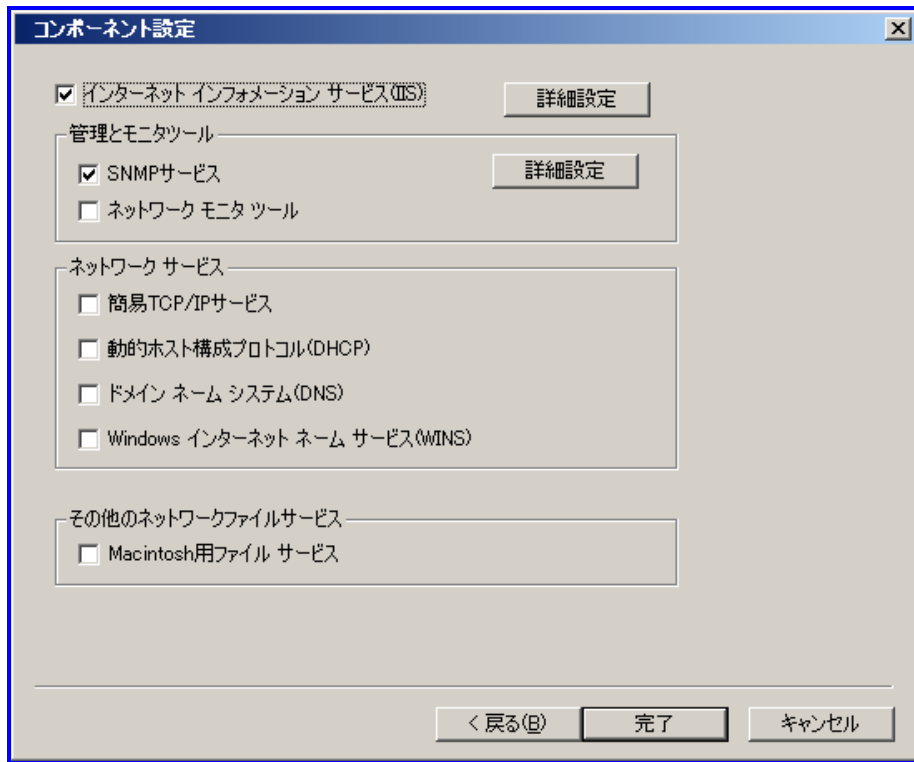 コンポーネント設定
インターネット インフォメーション サービス(IIS)
詳細設定
管理とモニタツール
SNMPサービス
詳細設定
ネットワーク モニタ ツール
ネットワーク サービス
簡易TCP/IPサービス
動的ホスト構成プロトコル(DHCP)
ドメイン ネーム システム(DNS)
Windows インターネット ネーム サービス(WINS)
その他のネットワークファイルサービス
Macintosh用ファイル サービス
< 戻る(B)
完了
キャンセル